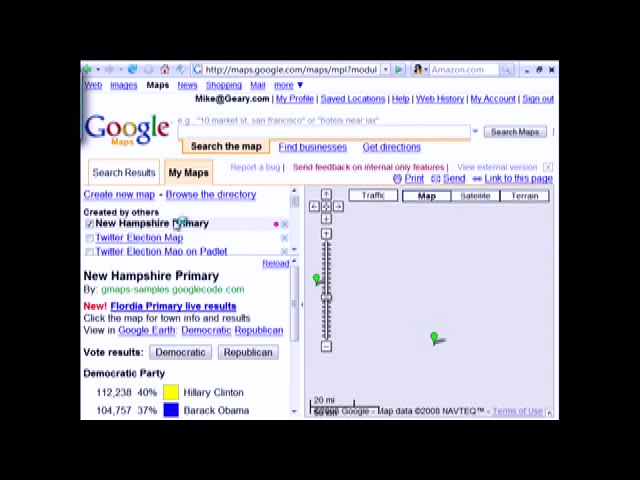 http://maps.google.com/maps/mpl?modul
Amazon.com
Web Images Maps News Shopping Mail more ▼
Mike@Geary.com | My Profile | Saved Locations | Help | Web History | My Account | Sign out
Google
Maps
e.g., "10 market st, san francisco" or "hotels near lax"
Search Maps
Search the map Find businesses Get directions
Search Results My Maps
Report a bug | Send feedback on internal only features | View external version
Print Send Link to this page
Create new map - Browse the directory
Created by others
New Hampshire Primary
Twitter Election Map
Twitter Election Map on Padlet
Reload
New Hampshire Primary
By: gmaps-samples.googlecode.com
New! Flordia Primary live results
Click the map for town info and results
View in Google Earth: Democratic Republican
Vote results: Democratic Republican
Democratic Party
112,238 40% Hillary Clinton
104,757 37% Barack Obama
Traffic Map Satellite Terrain
20 mi
©2008 Google - Map data ©2008 NAVTEQ™ - Terms of Use